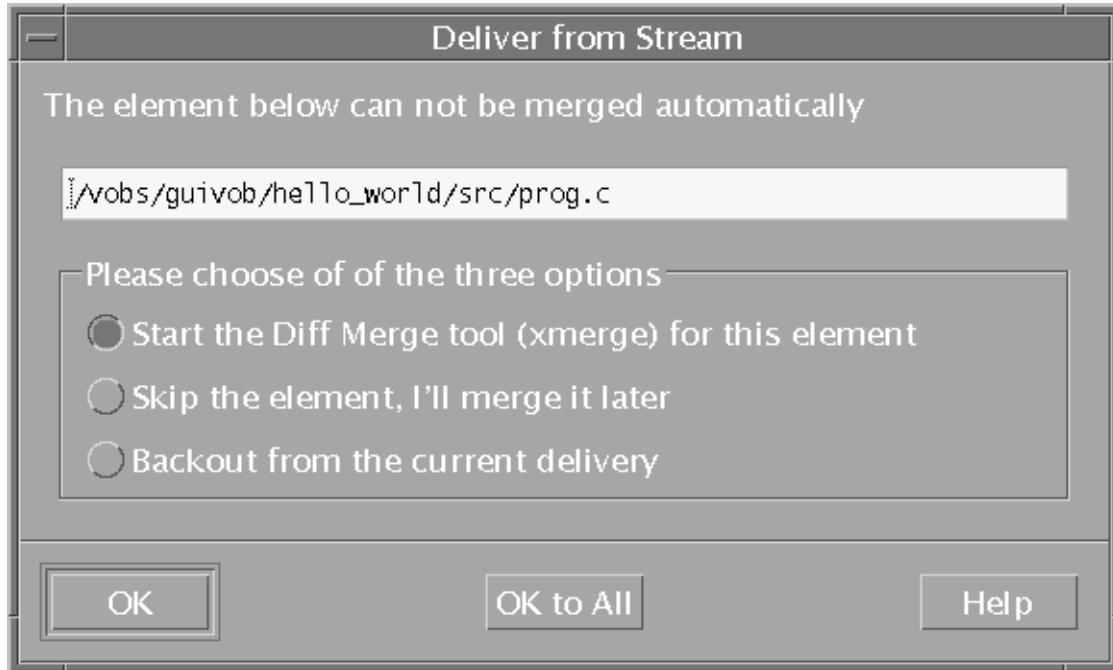 Deliver from Stream
The element below can not be merged automatically
/vobs/guivob/hello_world/src/prog.c
Please choose of of the three options
Start the Diff Merge tool (xmerge) for this element
Skip the element, I'll merge it later
Backout from the current delivery
OK
OK to All
Help